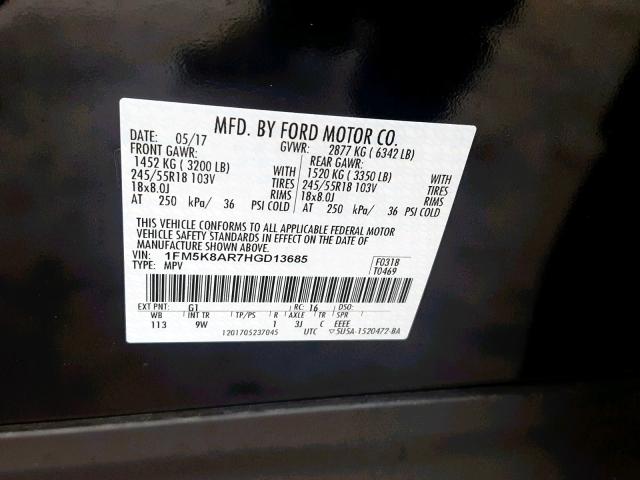 MFD. BY FORD MOTOR CO.
DATE: 05/17 GVWR: 2877 KG ( 6342 LB)
FRONT GAWR: REAR GAWR:
1452 KG ( 3200 LB) WITH 1520 KG ( 3350 LB) WITH
245/55R18 103V TIRES 245/55R18 103V TIRES
18x8.0J RIMS 18x8.0J RIMS
AT 250 kPa/ 36 PSI COLD AT 250 kPa/ 36 PSI COLD
THIS VEHICLE CONFORMS TO ALL APPLICABLE FEDERAL MOTOR
VEHICLE SAFETY STANDARDS IN EFFECT ON THE DATE OF
MANUFACTURE SHOWN ABOVE.
VIN: 1FM5K8AR7HGD13685 F0318
TYPE: MPV T0469
EXT PNT: G1 RC: 16 DSO:
WB INT TR TP/PS R AXLE TR SPR
113 9W 1 3J C EEEE
1201705237045 UTC 5U5A-1520472-BA